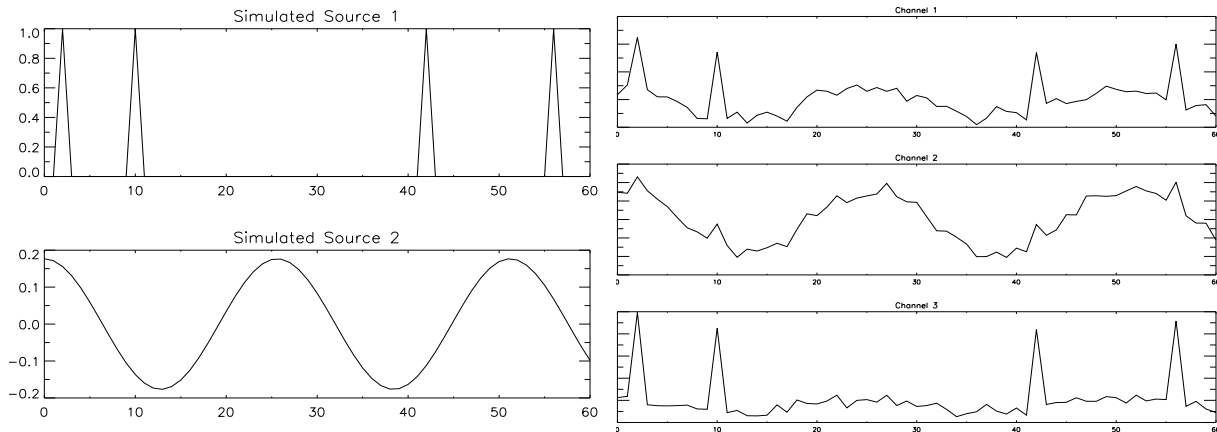 Simulated Source 1
1.0
0.8
0.6
0.4
0.2
0.0
0 10 20 30 40 50 60
Simulated Source 2
0.2
0.1
0.0
-0.1
-0.2
0 10 20 30 40 50 60
Channel 1
0 10 20 30 40 50 60
Channel 2
0 10 20 30 40 50 60
Channel 3
0 10 20 30 40 50 60